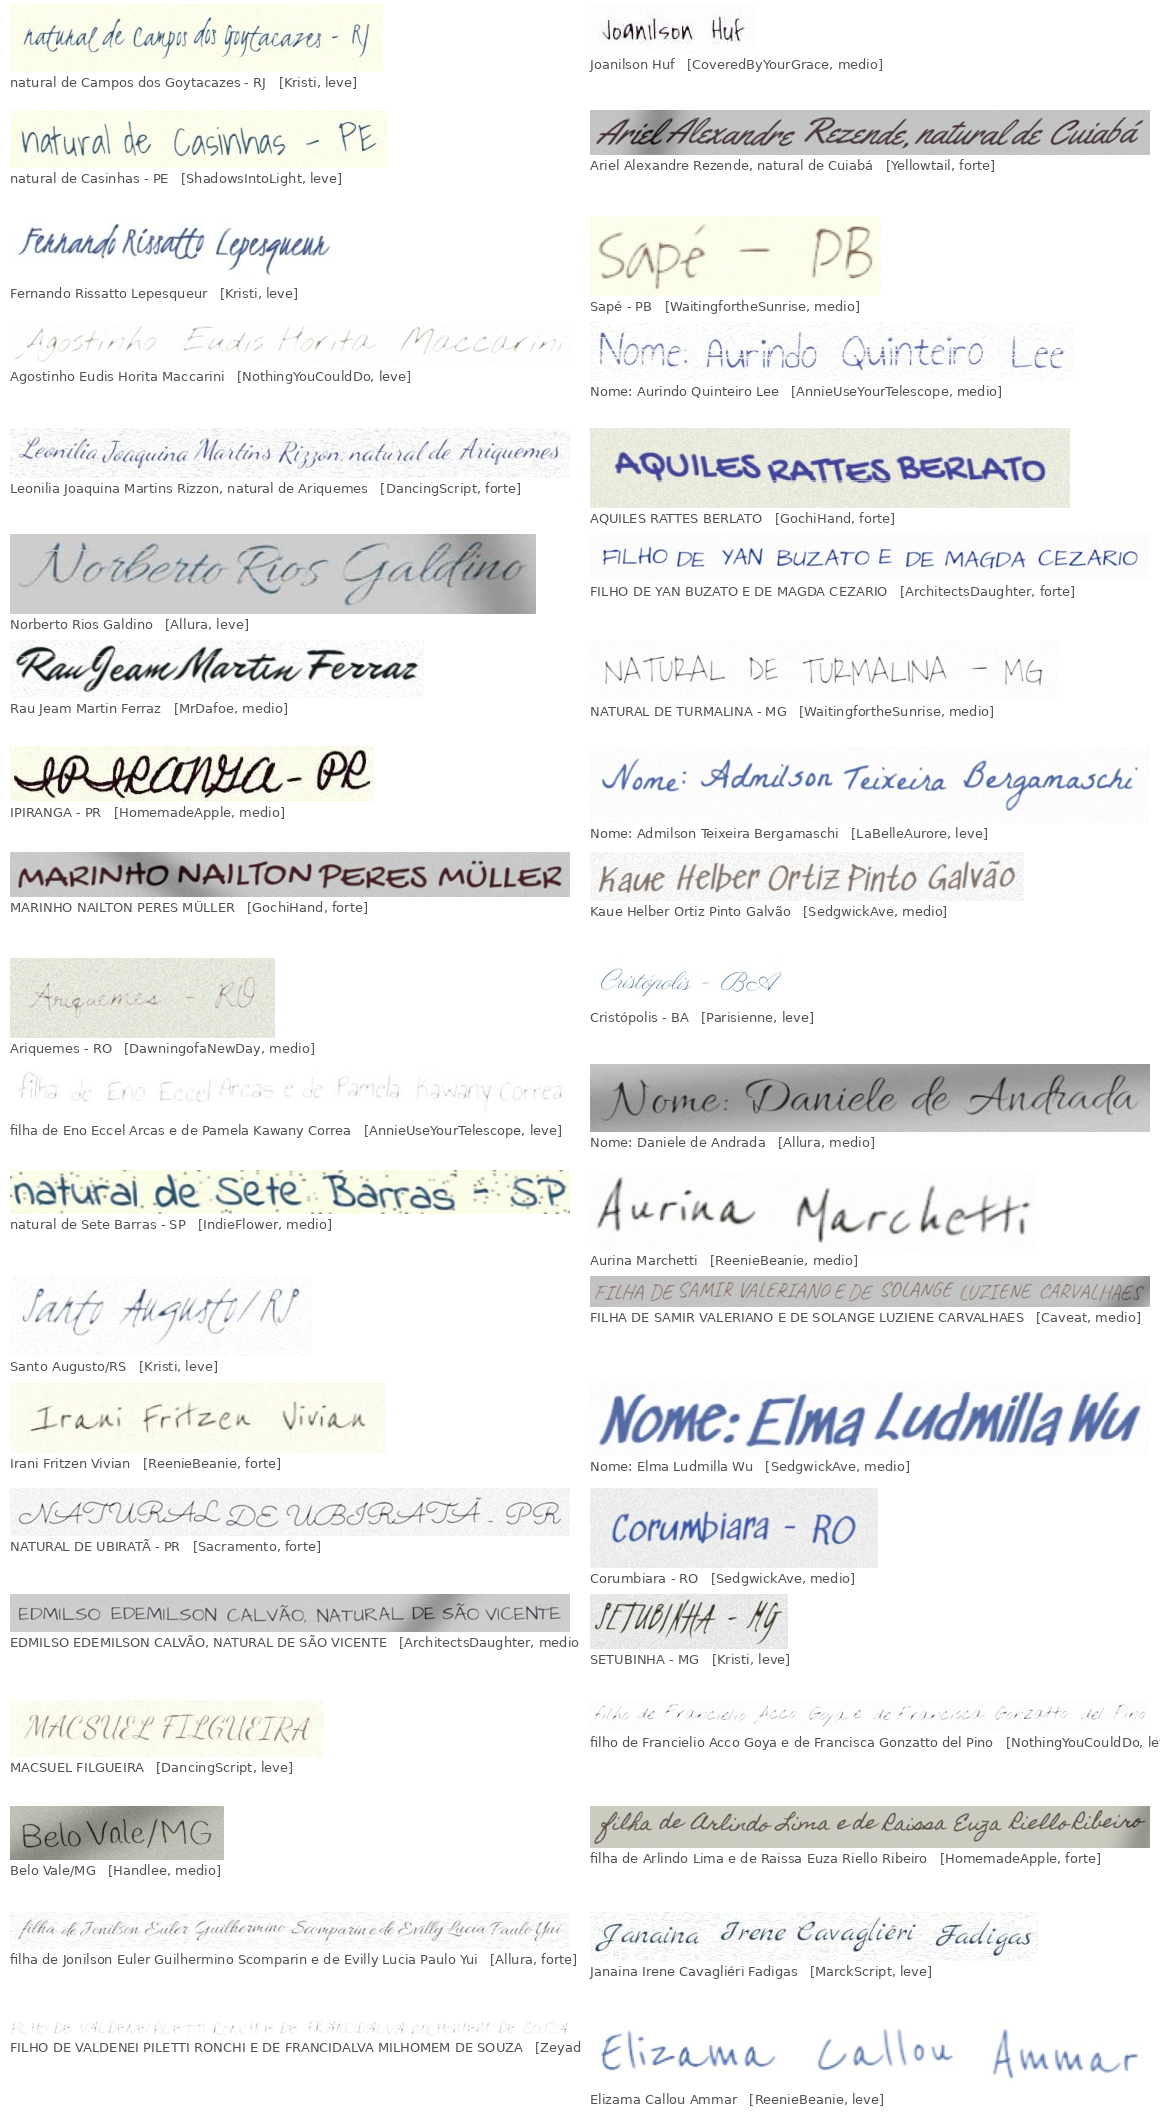 natural de Campos dos Goytacazes - RJ
natural de Campos dos Goytacazes - RJ [Kristi, leve]
Joanilson Huf
Joanilson Huf [CoveredByYourGrace, medio]
natural de Casinhas - PE
natural de Casinhas - PE [ShadowsIntoLight, leve]
Ariel Alexandre Rezende, natural de Cuiabá
Ariel Alexandre Rezende, natural de Cuiabá [Yellowtail, forte]
Fernando Rissatto Lepesqueur
Fernando Rissatto Lepesqueur [Kristi, leve]
Sapé - PB
Sapé - PB [WaitingfortheSunrise, medio]
Agostinho Eudis Horita Maccarini
Agostinho Eudis Horita Maccarini [NothingYouCouldDo, leve]
Nome: Aurindo Quinteiro Lee
Nome: Aurindo Quinteiro Lee [AnnieUseYourTelescope, medio]
Leonilia Joaquina Martins Rizzon, natural de Ariquemes
Leonilia Joaquina Martins Rizzon, natural de Ariquemes [DancingScript, forte]
AQUILES RATTES BERLATO
AQUILES RATTES BERLATO [GochiHand, forte]
Norberto Rios Galdino
Norberto Rios Galdino [Allura, leve]
FILHO DE YAN BUZATO E DE MAGDA CEZARIO
FILHO DE YAN BUZATO E DE MAGDA CEZARIO [ArchitectsDaughter, forte]
Rau Jeam Martin Ferraz
Rau Jeam Martin Ferraz [MrDafoe, medio]
NATURAL DE TURMALINA - MG
NATURAL DE TURMALINA - MG [WaitingfortheSunrise, medio]
IPIRANGA - PR
IPIRANGA - PR [HomemadeApple, medio]
Nome: Admilson Teixeira Bergamaschi
Nome: Admilson Teixeira Bergamaschi [LaBelleAurore, leve]
MARINHO NAILTON PERES MÜLLER
MARINHO NAILTON PERES MÜLLER [GochiHand, forte]
Kaue Helber Ortiz Pinto Galvão
Kaue Helber Ortiz Pinto Galvão [SedgwickAve, medio]
Ariquemes - RO
Ariquemes - RO [DawningofaNewDay, medio]
Cristópolis - BA
Cristópolis - BA [Parisienne, leve]
filha de Eno Eccel Arcas e de Pamela Kawany Correa
filha de Eno Eccel Arcas e de Pamela Kawany Correa [AnnieUseYourTelescope, leve]
Nome: Daniele de Andrada
Nome: Daniele de Andrada [Allura, medio]
natural de Sete Barras - SP
natural de Sete Barras - SP [IndieFlower, medio]
Aurina Marchetti
Aurina Marchetti [ReenieBeanie, medio]
Santo Augusto/RS
Santo Augusto/RS [Kristi, leve]
FILHA DE SAMIR VALERIANO E DE SOLANGE LUZIENE CARVALHAES
FILHA DE SAMIR VALERIANO E DE SOLANGE LUZIENE CARVALHAES [Caveat, medio]
Irani Fritzen Vivian
Irani Fritzen Vivian [ReenieBeanie, forte]
Nome: Elma Ludmilla Wu
Nome: Elma Ludmilla Wu [SedgwickAve, medio]
NATURAL DE UBIRATÃ - PR
NATURAL DE UBIRATÃ - PR [Sacramento, forte]
Corumbiara - RO
Corumbiara - RO [SedgwickAve, medio]
EDMILSO EDEMILSON CALVÃO, NATURAL DE SÃO VICENTE
EDMILSO EDEMILSON CALVÃO, NATURAL DE SÃO VICENTE [ArchitectsDaughter, medio
SETUBINHA - MG
SETUBINHA - MG [Kristi, leve]
MACSUEL FILGUEIRA
MACSUEL FILGUEIRA [DancingScript, leve]
filho de Francielio Acco Goya e de Francisca Gonzatto del Pino
filho de Francielio Acco Goya e de Francisca Gonzatto del Pino [NothingYouCouldDo, le
Belo Vale/MG
Belo Vale/MG [Handlee, medio]
filha de Arlindo Lima e de Raissa Euza Riello Ribeiro
filha de Arlindo Lima e de Raissa Euza Riello Ribeiro [HomemadeApple, forte]
filha de Jonilson Euler Guilhermino Scomparin e de Evilly Lucia Paulo Yui
filha de Jonilson Euler Guilhermino Scomparin e de Evilly Lucia Paulo Yui [Allura, forte]
Janaina Irene Cavagliéri Fadigas
Janaina Irene Cavagliéri Fadigas [MarckScript, leve]
FILHO DE VALDENEI PILETTI RONCHI E DE FRANCIDALVA MILHOMEM DE SOUZA
FILHO DE VALDENEI PILETTI RONCHI E DE FRANCIDALVA MILHOMEM DE SOUZA [Zeyad
Elizama Callou Ammar
Elizama Callou Ammar [ReenieBeanie, leve]